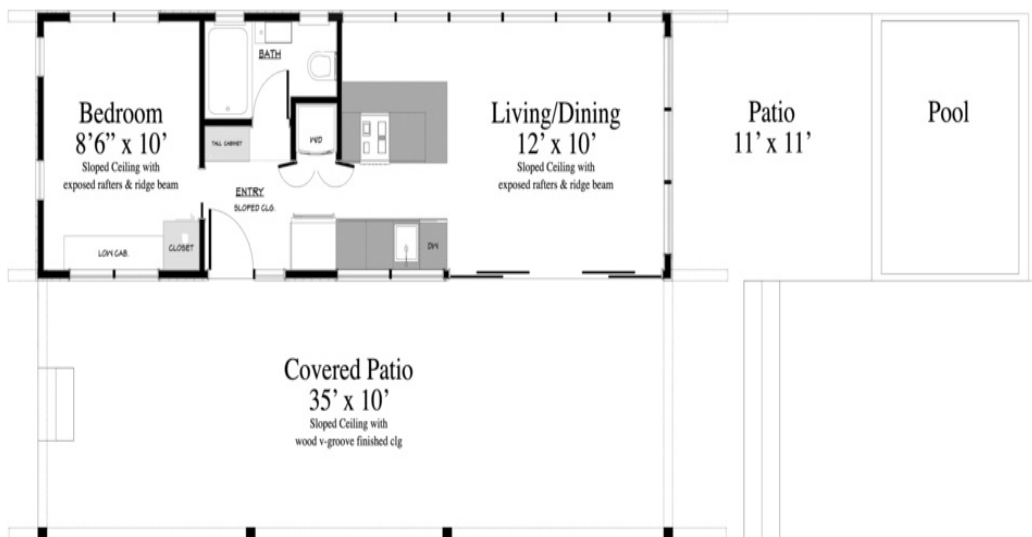 BATH
Bedroom
8’6” x 10’
Sloped Ceiling with
exposed rafters & ridge beam
TALL CABINET
W/D
Living/Dining
12’ x 10’
Sloped Ceiling with
exposed rafters & ridge beam
Patio
11’ x 11’
Pool
ENTRY
SLOPED CLG.
LOW CAB.
CLOSET
DW
Covered Patio
35’ x 10’
Sloped Ceiling with
wood v-groove finished clg